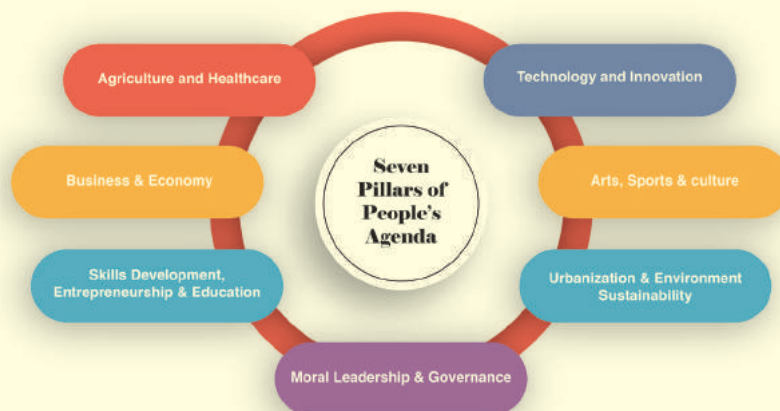 Agriculture and Healthcare
Technology and Innovation
Business & Economy
Seven
Pillars of
People's
Agenda
Arts, Sports & culture
Skills Development,
Entrepreneurship & Education
Urbanization & Environment
Sustainability
Moral Leadership & Governance